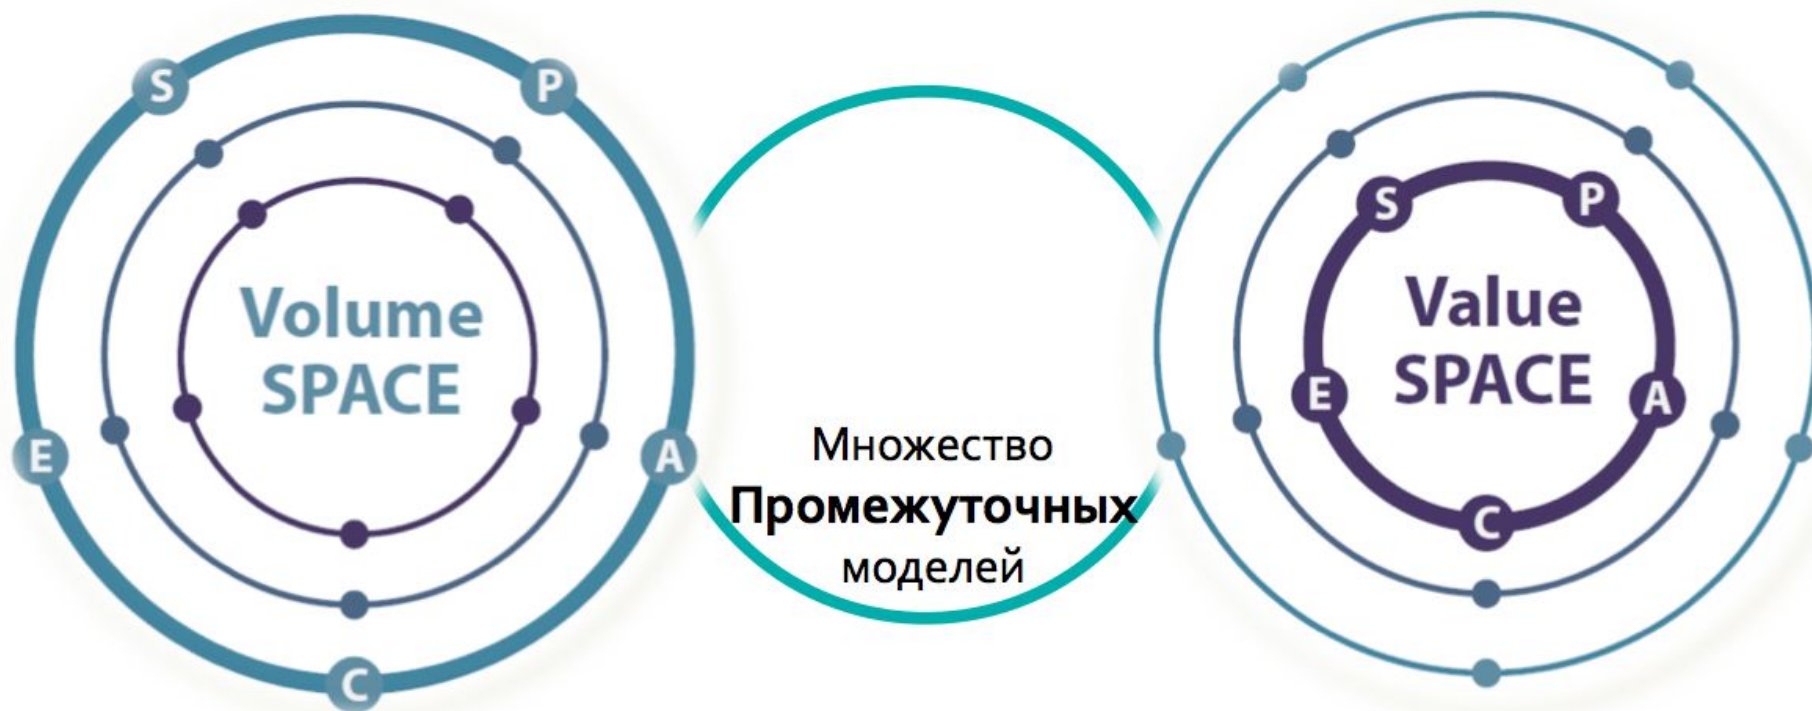 S
P
E
A
C
Volume
SPACE
Множество
Промежуточных
моделей
S
P
E
A
C
Value
SPACE